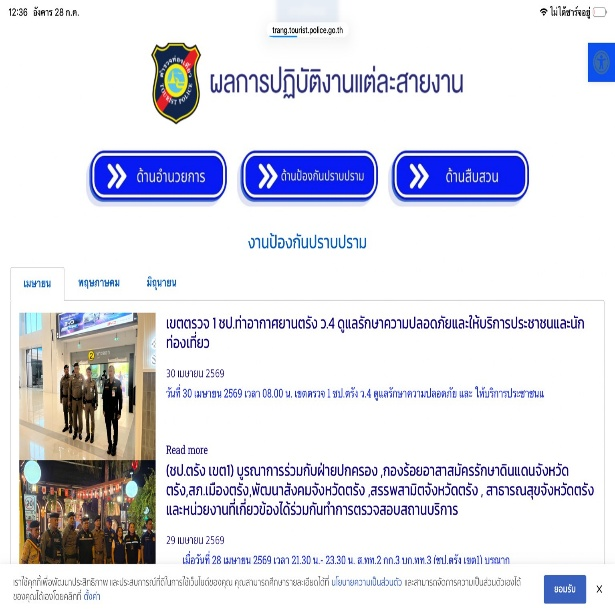 12:36 อังคาร 28 ก.ค.
ไม่ได้ชาร์จอยู่
trang.tourist.police.go.th
ตำรวจท่องเที่ยว
TOURIST POLICE
ผลการปฏิบัติงานแต่ละสายงาน
ด้านอำนวยการ
ด้านป้องกันปราบปราม
ด้านสืบสวน
งานป้องกันปราบปราม
เมษายน
พฤษภาคม
มิถุนายน
เขตตรวจ 1 ชป.ท่าอากาศยานตรัง ว.4 ดูแลรักษาความปลอดภัยและให้บริการประชาชนและนัก
ท่องเที่ยว
30 เมษายน 2569
วันที่ 30 เมษายน 2569 เวลา 08.00 น. เขตตรวจ 1 ชป.ตรัง ว.4 ดูแลรักษาความปลอดภัย และ ให้บริการประชาชนแ
Read more
(ชป.ตรัง เขต1) บูรณาการร่วมกับฝ่ายปกครอง ,กองร้อยอาสาสมัครรักษาดินแดนจังหวัด
ตรัง,สภ.เมืองตรัง,พัฒนาสังคมจังหวัดตรัง ,สรรพสามิตจังหวัดตรัง , สาธารณสุขจังหวัดตรัง
และหน่วยงานที่เกี่ยวข้องได้ร่วมกันทำการตรวจสอบสถานบริการ
29 เมษายน 2569
เมื่อวันที่ 28 เมษายน 2569 เวลา 21.30 น.- 23.30 น. ส.ทท.2 กก.3 บก.ทท.3 (ชป.ตรัง เขต1) บูรณาก
เราใช้คุกกี้เพื่อพัฒนาประสิทธิภาพ และประสบการณ์ที่ดีในการใช้เว็บไซต์ของคุณ คุณสามารถศึกษารายละเอียดได้ที่ นโยบายความเป็นส่วนตัว และสามารถจัดการความเป็นส่วนตัวเองได้
ของคุณได้เองโดยคลิกที่ ตั้งค่า
ยอมรับ
X